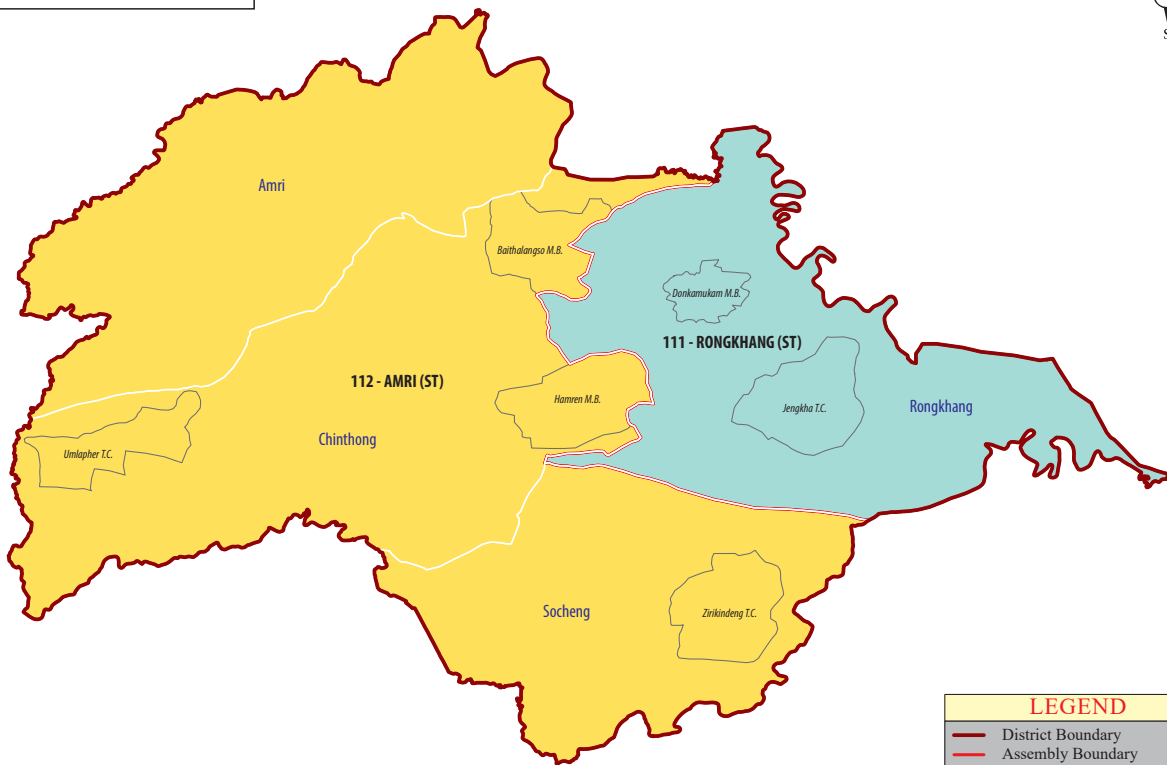 S
Amri
Baithalangso M.B.
Donkamukam M.B.
111 - RONGKHANG (ST)
112 - AMRI (ST)
Hamren M.B.
Jengkha T.C.
Rongkhang
Chinthong
Umlapher T.C.
Socheng
Zirikindeng T.C.
LEGEND
District Boundary
Assembly Boundary